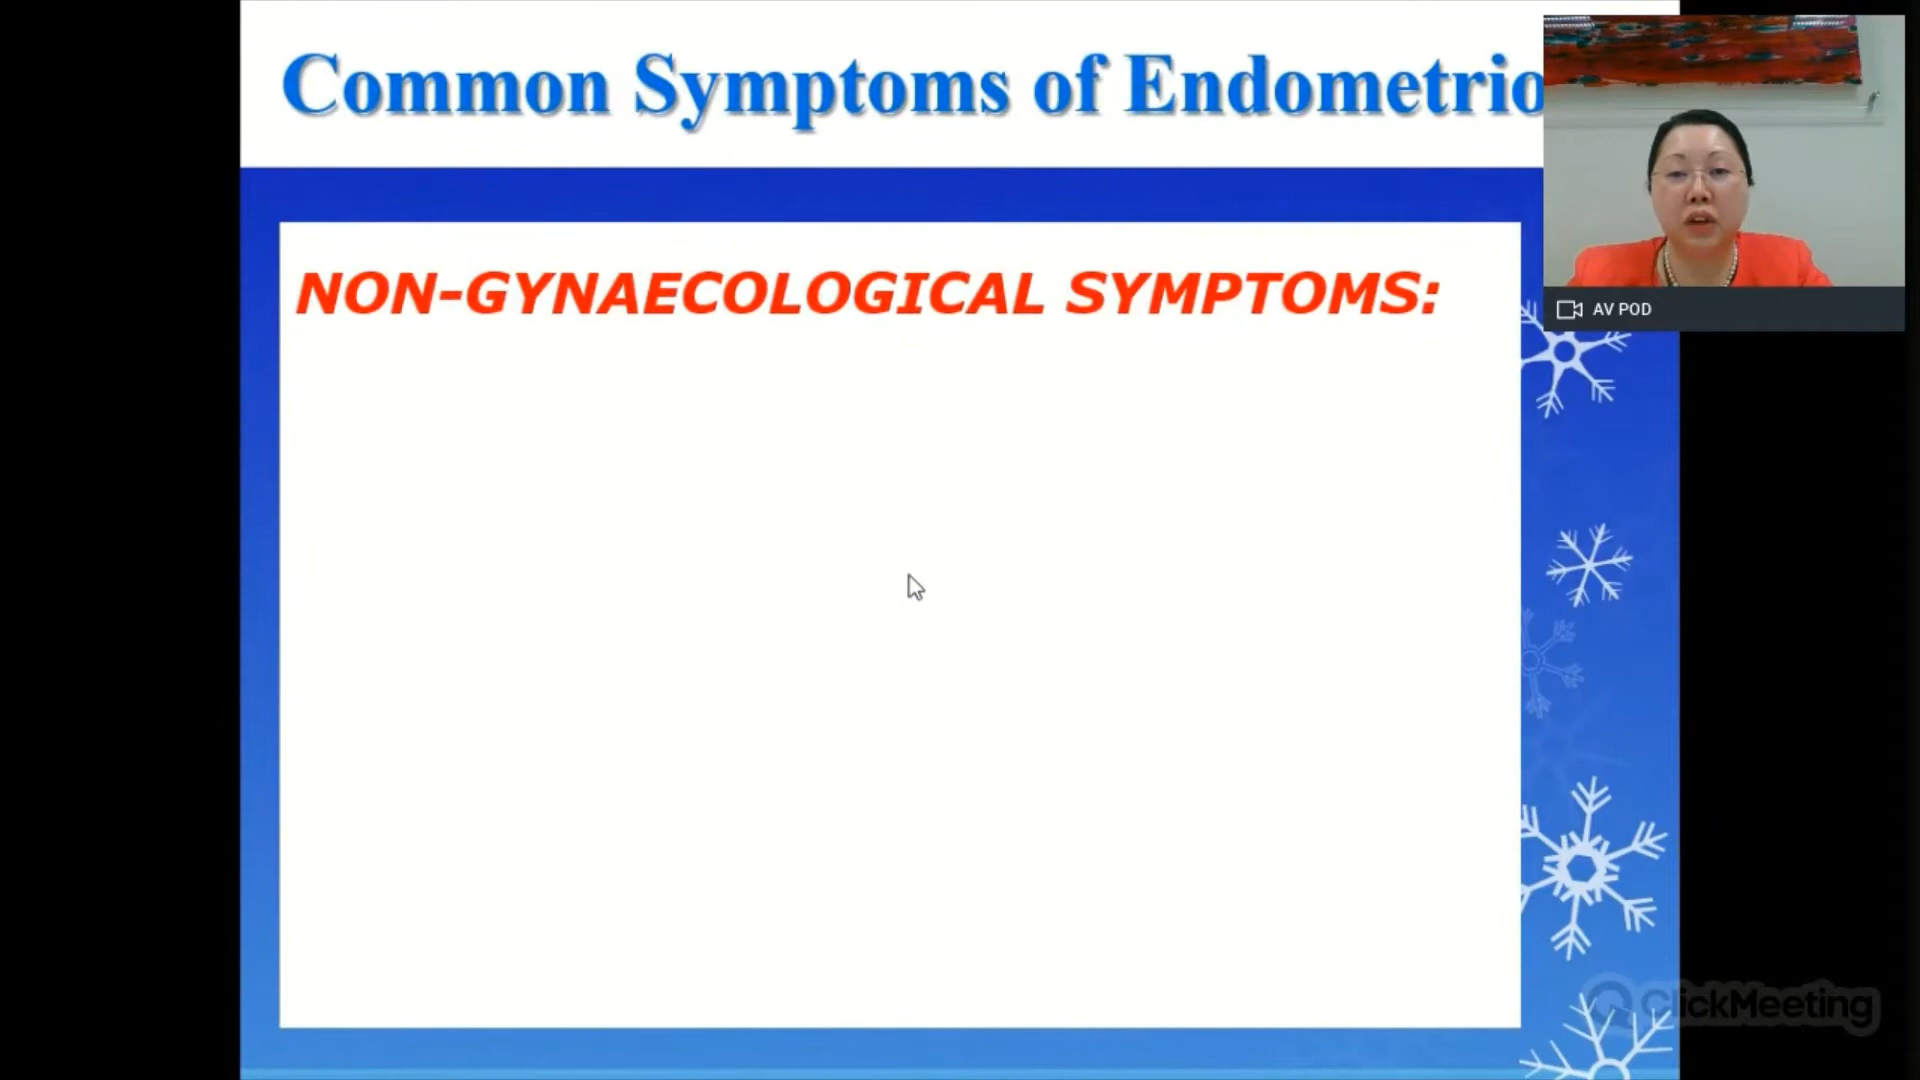 Common Symptoms of Endometrio
NON-GYNAECOLOGICAL SYMPTOMS:
AV POD
ClickMeeting